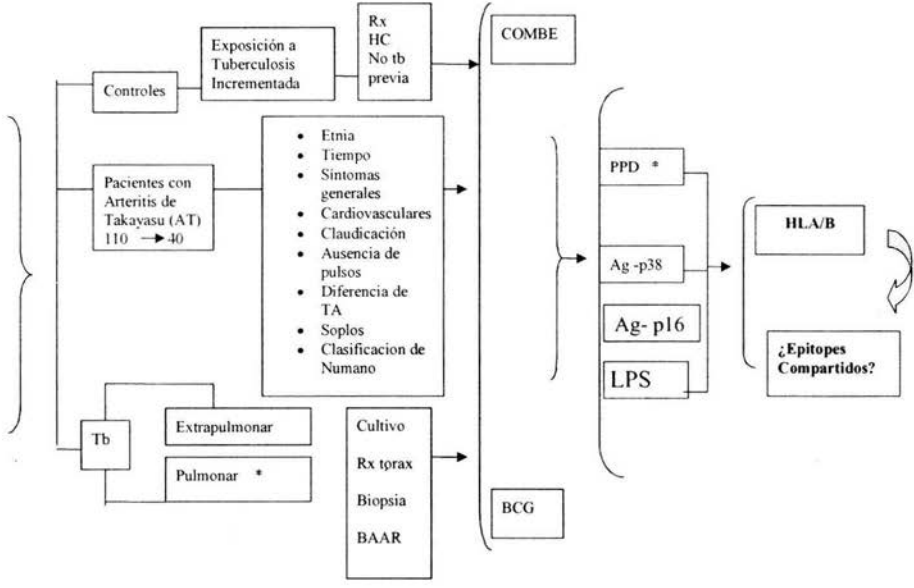 Controles
Exposición a
Tuberculosis
Incrementada
Rx
HC
No tb
previa
COMBE
Pacientes con
Arteritis de
Takayasu (AT)
110 → 40
• Etnia
• Tiempo
• Sintomas
generales
• Cardiovasculares
• Claudicación
• Ausencia de
pulsos
• Diferencia de
TA
• Soplos
• Clasificacion de
Numano
Tb
Extrapulmonar
Pulmonar *
Cultivo
Rx torax
Biopsia
BAAR
BCG
PPD *
Ag -p38
Ag- p16
LPS
HLA/B
¿Epitopes
Compartidos?